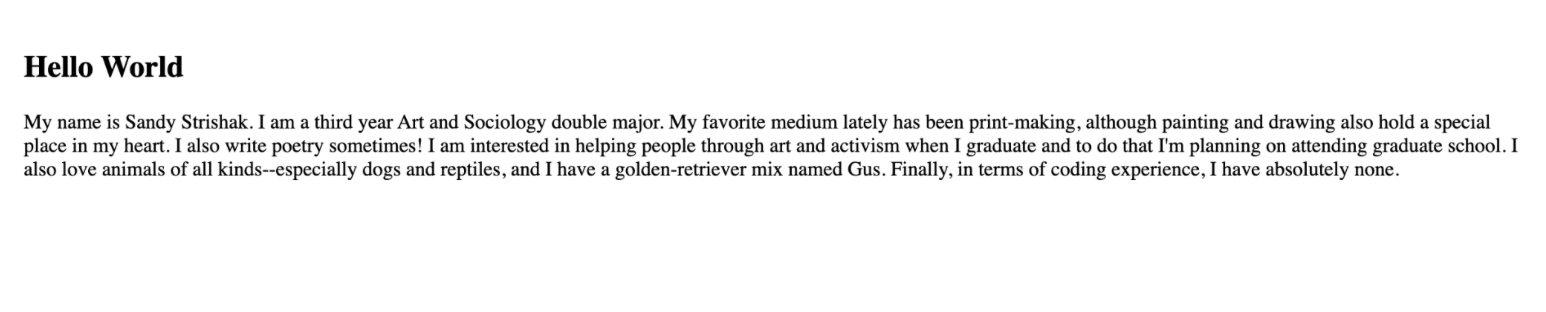 Hello World
My name is Sandy Strishak. I am a third year Art and Sociology double major. My favorite medium lately has been print-making, although painting and drawing also hold a special
place in my heart. I also write poetry sometimes! I am interested in helping people through art and activism when I graduate and to do that I'm planning on attending graduate school. I
also love animals of all kinds--especially dogs and reptiles, and I have a golden-retriever mix named Gus. Finally, in terms of coding experience, I have absolutely none.